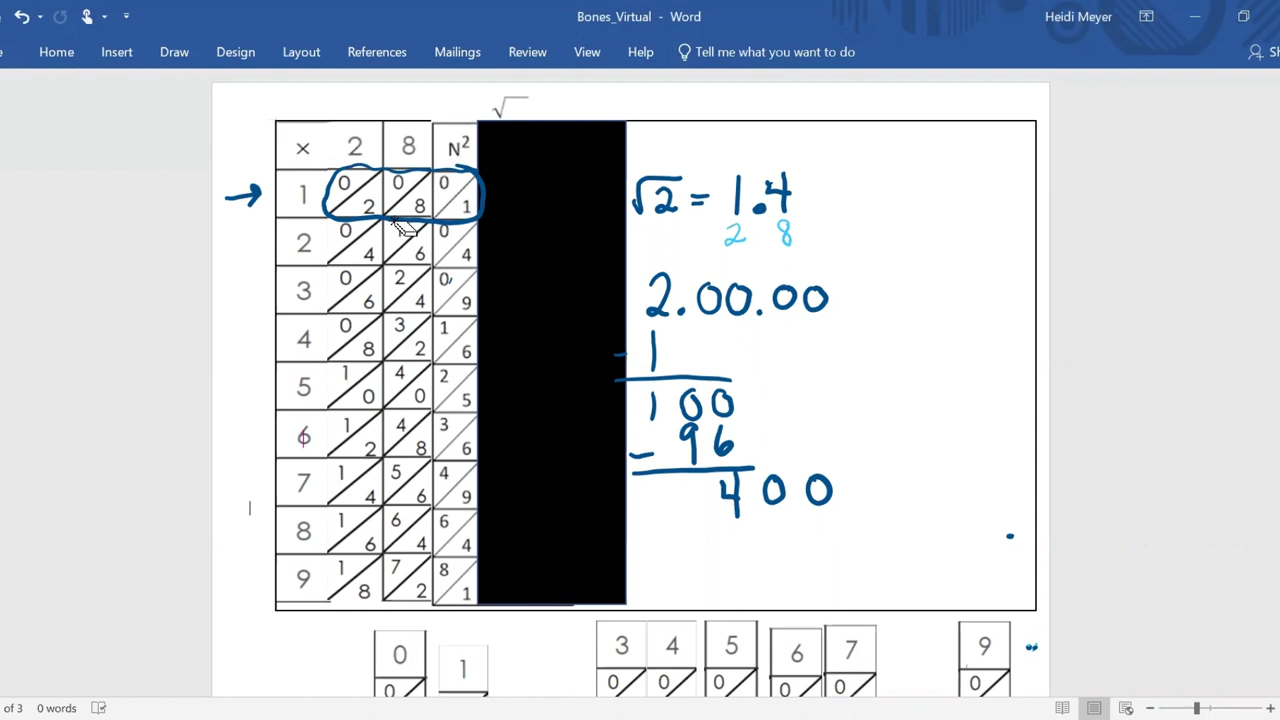 Bones_Virtual - Word
Heidi Meyer
Home Insert Draw Design Layout References Mailings Review View Help Tell me what you want to do
√
× 2 8 N²
1 0/2 0/8 0/1
2 0/4 1/6 0/4
3 0/6 2/4 0/9
4 0/8 3/2 1/6
5 1/0 4/0 2/5
6 1/2 4/8 3/6
7 1/4 5/6 4/9
8 1/6 6/4 6/4
9 1/8 7/2 8/1
√2 = 1.4
2 8
2.00.00
- 1
100
- 96
400
0 1 3 4 5 6 7 9
0 0 0 0 0 0 0
of 3 0 words